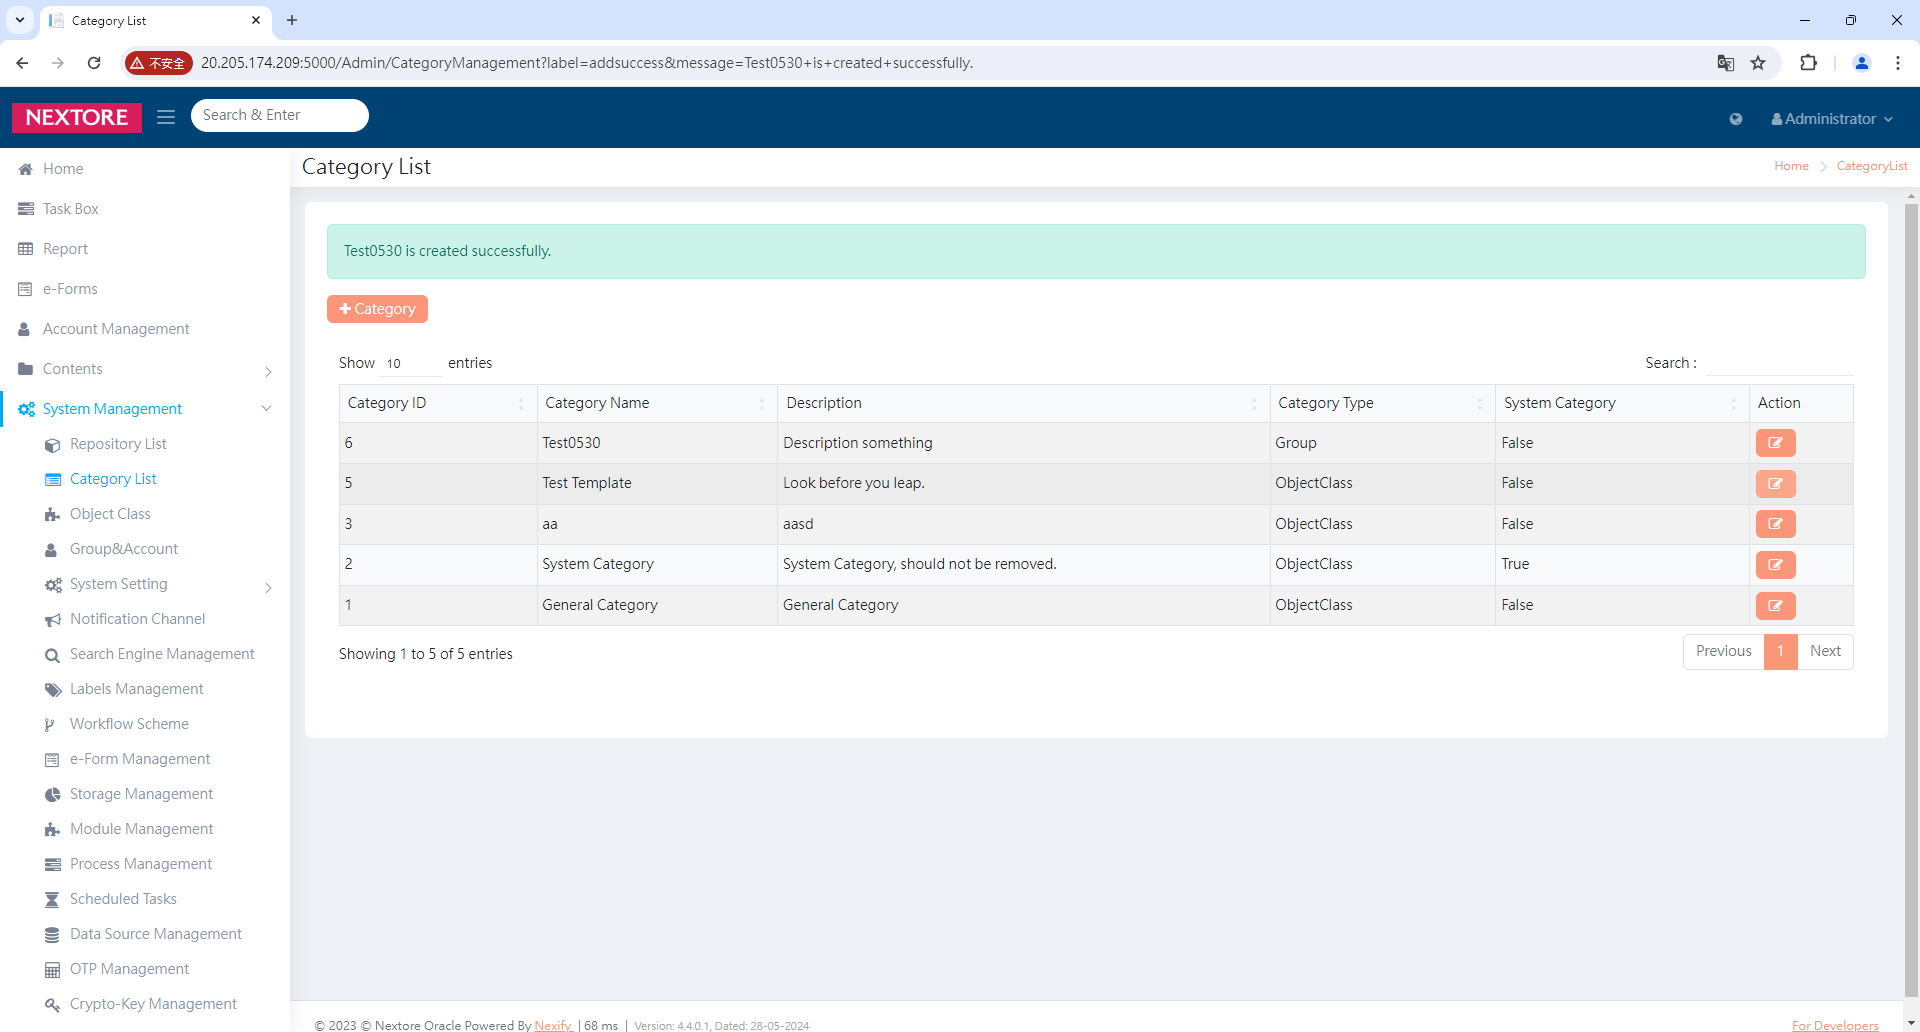 Category List
不安全
20.205.174.209:5000/Admin/CategoryManagement?label=addsuccess&message=Test0530+is+created+successfully.
NEXTORE
Search & Enter
Administrator
Home
Task Box
Report
e-Forms
Account Management
Contents
System Management
Repository List
Category List
Object Class
Group&Account
System Setting
Notification Channel
Search Engine Management
Labels Management
Workflow Scheme
e-Form Management
Storage Management
Module Management
Process Management
Scheduled Tasks
Data Source Management
OTP Management
Crypto-Key Management
Category List
Home CategoryList
Test0530 is created successfully.
Category
Show 10 entries
Search :
Category ID Category Name Description Category Type System Category Action
6 Test0530 Description something Group False
5 Test Template Look before you leap. ObjectClass False
3 aa aasd ObjectClass False
2 System Category System Category, should not be removed. ObjectClass True
1 General Category General Category ObjectClass False
Showing 1 to 5 of 5 entries
Previous 1 Next
© 2023 © Nextore Oracle Powered By Nexify | 68 ms | Version: 4.4.0.1, Dated: 28-05-2024
For Developers